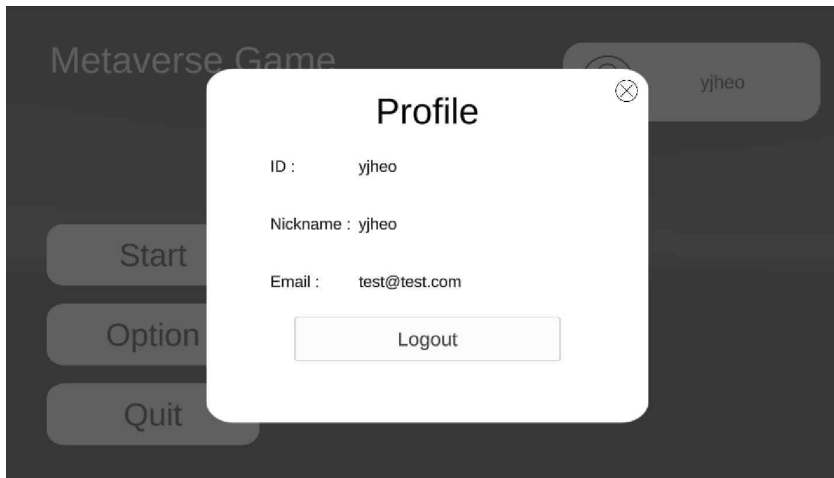 Metaverse Game
yjheo
Profile
ID : yjheo
Nickname : yjheo
Email : test@test.com
Logout
Start
Option
Quit